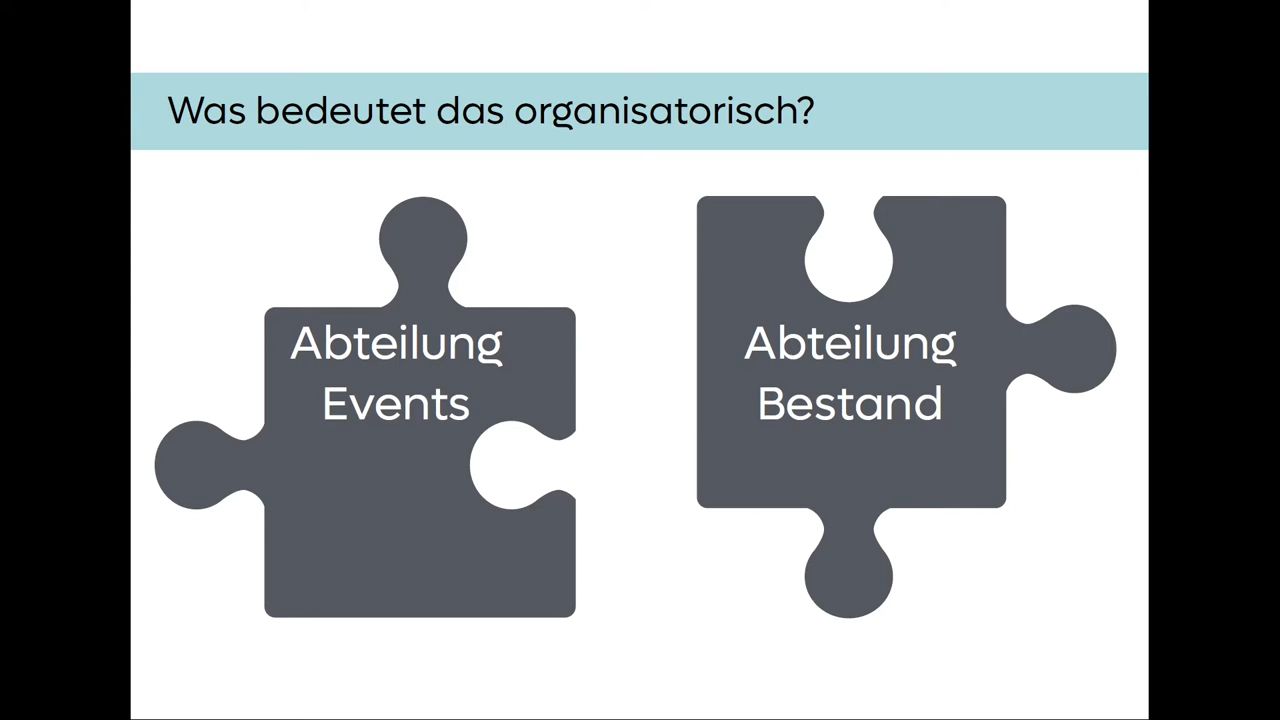 Was bedeutet das organisatorisch?
Abteilung
Events
Abteilung
Bestand